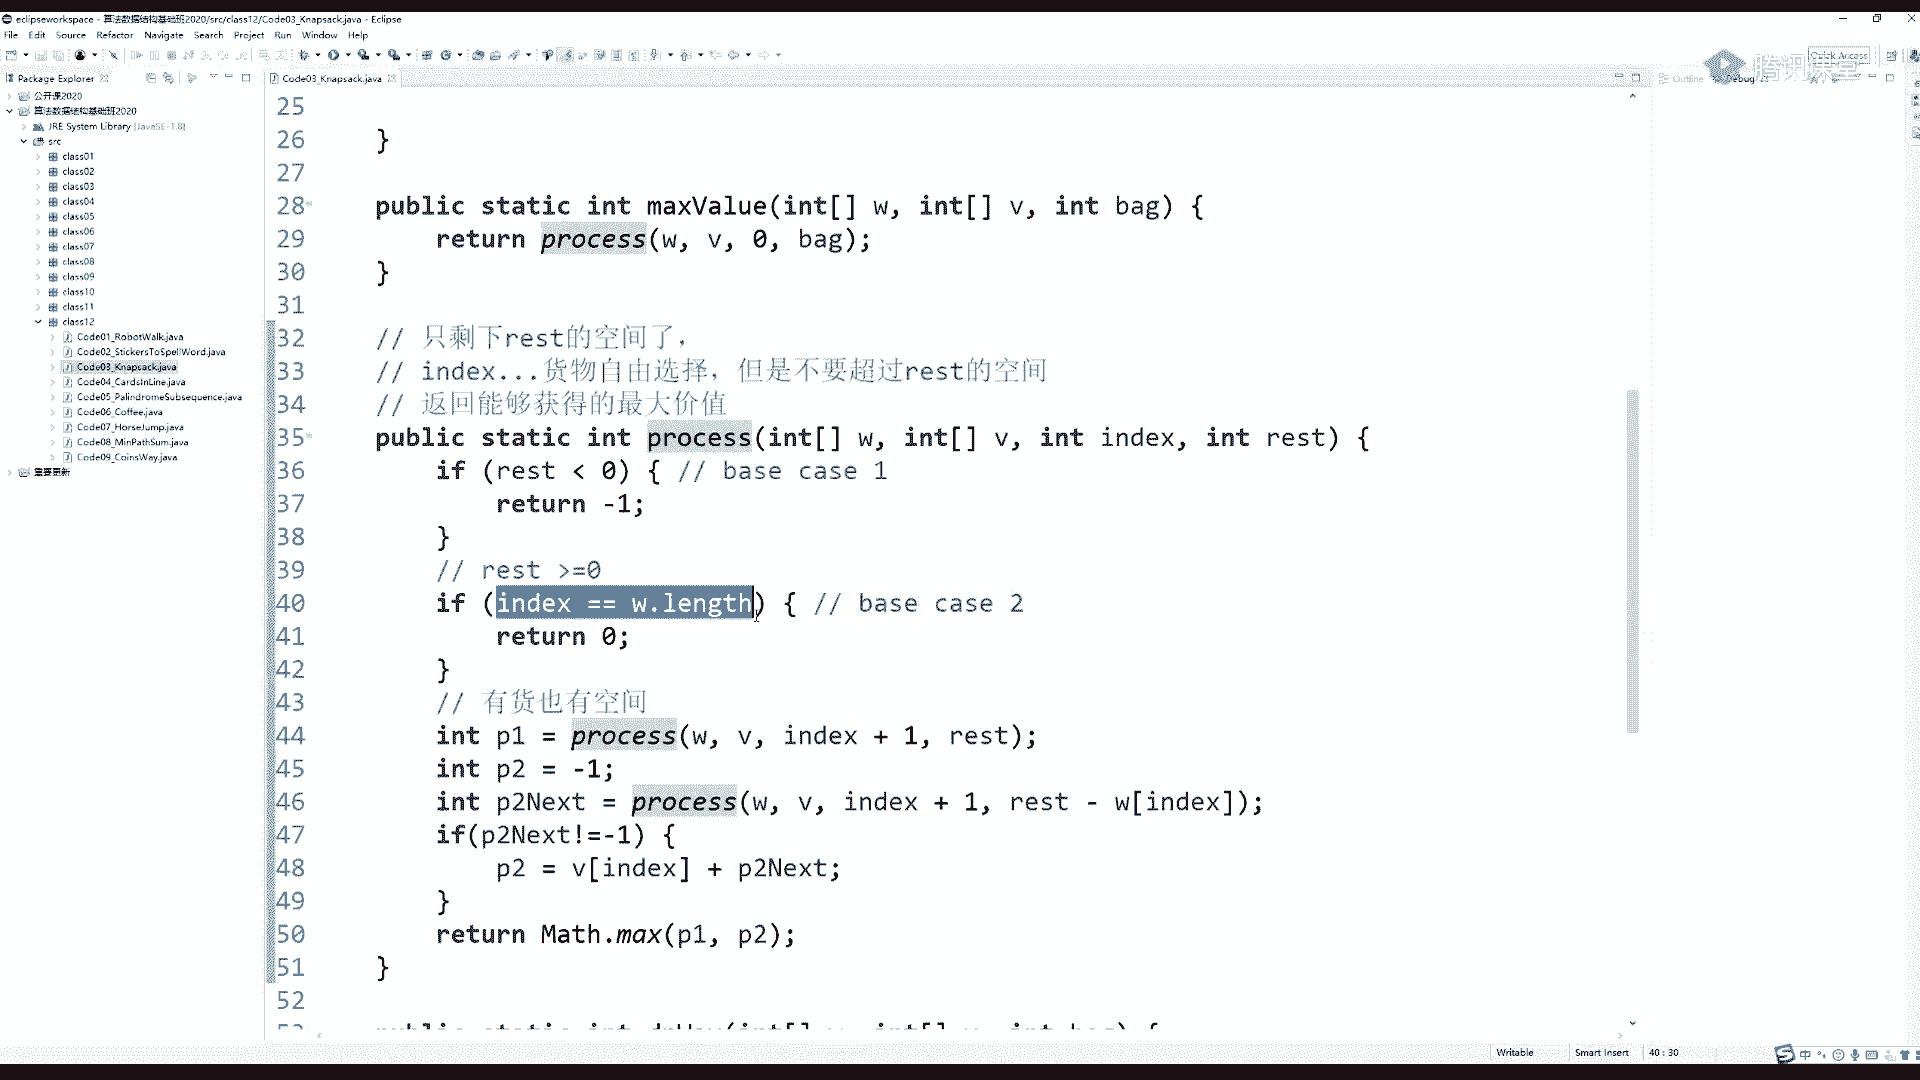 eclipseworkspace - 算法数据结构基础班2020/src/class12/Code03_Knapsack.java - Eclipse
File Edit Source Refactor Navigate Search Project Run Window Help
Quick Access
腾讯课堂
Package Explorer
Code03_Knapsack.java
Outline
Debug
公开课2020
算法数据结构基础班2020
JRE System Library [JavaSE-1.8]
src
class01
class02
class03
class04
class05
class06
class07
class08
class09
class10
class11
class12
Code01_RobotWalk.java
Code02_StickersToSpellWord.java
Code03_Knapsack.java
Code04_CardsInLine.java
Code05_PalindromeSubsequence.java
Code06_Coffee.java
Code07_HorseJump.java
Code08_MinPathSum.java
Code09_CoinsWay.java
重要更新
25
26 }
27
28 public static int maxValue(int[] w, int[] v, int bag) {
29 return process(w, v, 0, bag);
30 }
31
32 // 只剩下rest的空间了，
33 // index...货物自由选择，但是不要超过rest的空间
34 // 返回能够获得的最大价值
35 public static int process(int[] w, int[] v, int index, int rest) {
36 if (rest < 0) { // base case 1
37 return -1;
38 }
39 // rest >=0
40 if (index == w.length) { // base case 2
41 return 0;
42 }
43 // 有货也有空间
44 int p1 = process(w, v, index + 1, rest);
45 int p2 = -1;
46 int p2Next = process(w, v, index + 1, rest - w[index]);
47 if(p2Next!=-1) {
48 p2 = v[index] + p2Next;
49 }
50 return Math.max(p1, p2);
51 }
52
Writable
Smart Insert
40 : 30
中